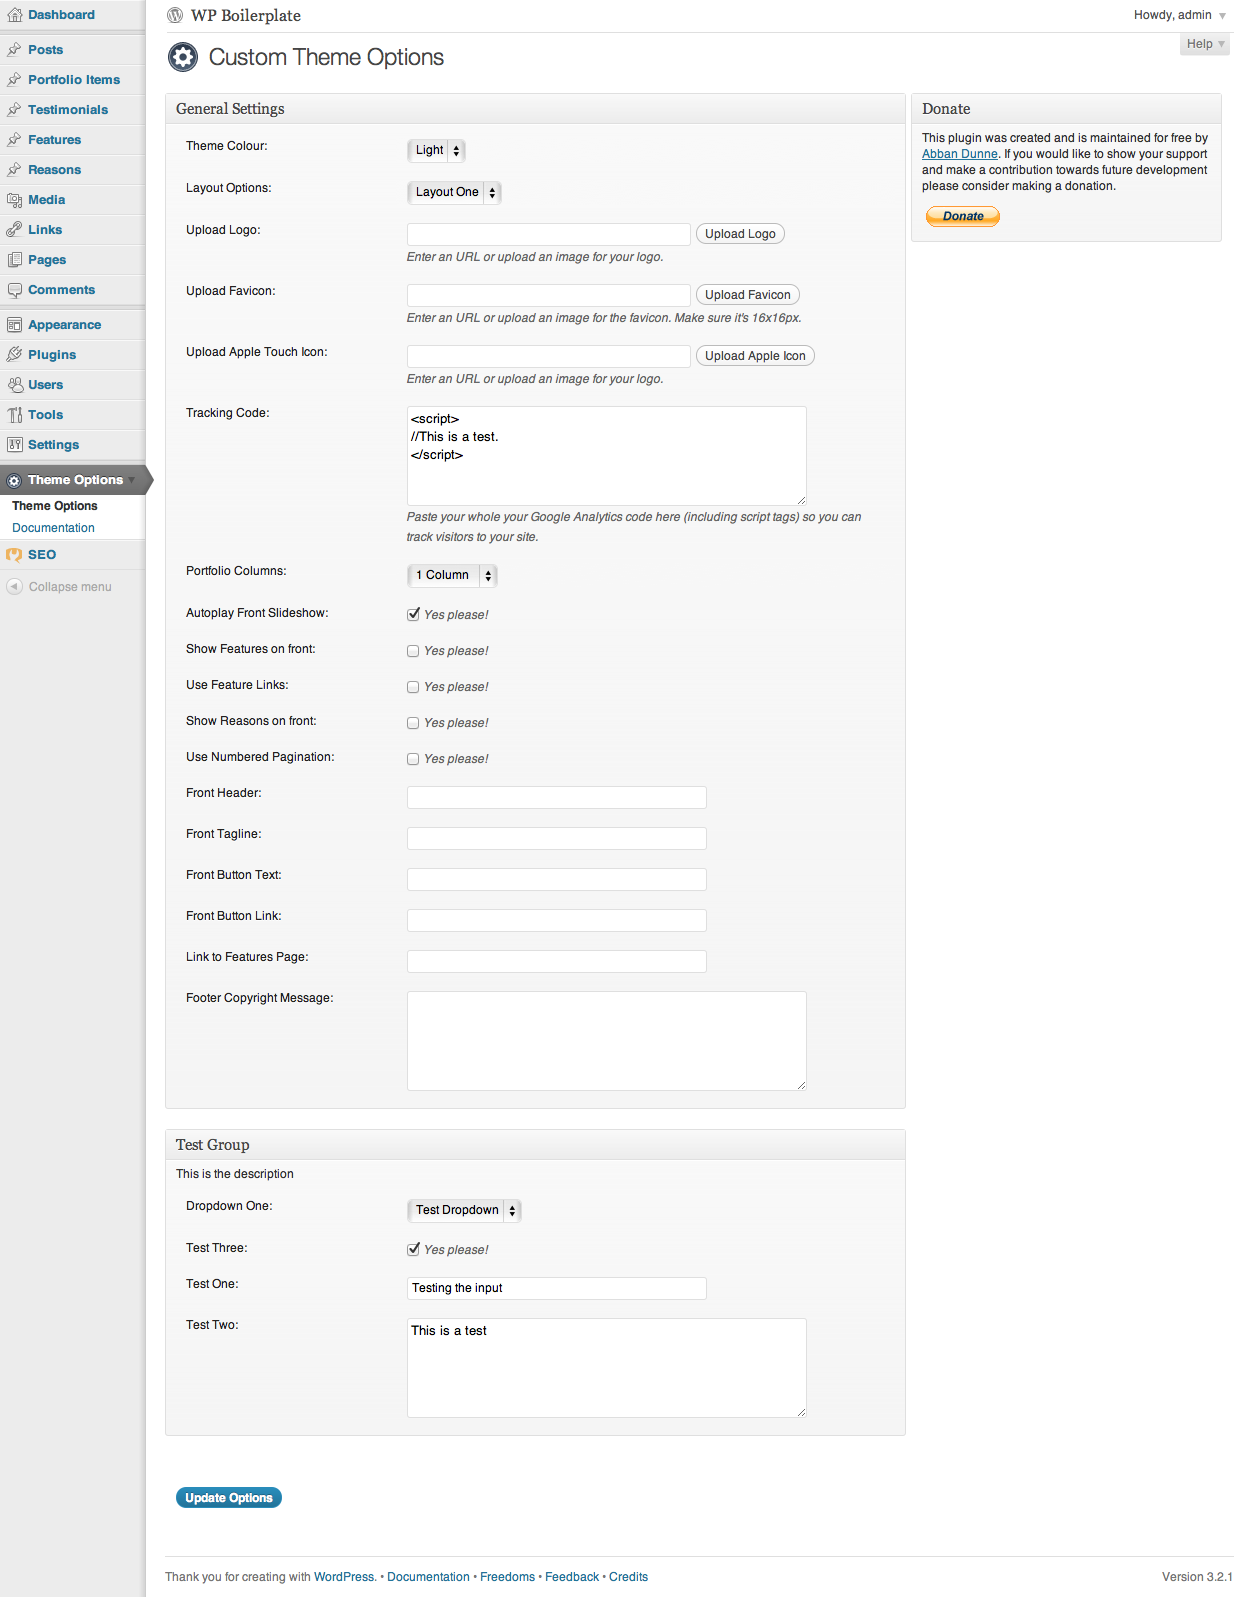 Dashboard
Posts
Portfolio Items
Testimonials
Features
Reasons
Media
Links
Pages
Comments
Appearance
Plugins
Users
Tools
Settings
Theme Options
Theme Options
Documentation
SEO
Collapse menu
WP Boilerplate
Howdy, admin
Help
Custom Theme Options
General Settings
Theme Colour:
Light
Layout Options:
Layout One
Upload Logo:
Upload Logo
Enter an URL or upload an image for your logo.
Upload Favicon:
Upload Favicon
Enter an URL or upload an image for the favicon. Make sure it's 16x16px.
Upload Apple Touch Icon:
Upload Apple Icon
Enter an URL or upload an image for your logo.
Tracking Code:
<script>
//This is a test.
</script>
Paste your whole your Google Analytics code here (including script tags) so you can
track visitors to your site.
Portfolio Columns:
1 Column
Autoplay Front Slideshow:
Yes please!
Show Features on front:
Yes please!
Use Feature Links:
Yes please!
Show Reasons on front:
Yes please!
Use Numbered Pagination:
Yes please!
Front Header:
Front Tagline:
Front Button Text:
Front Button Link:
Link to Features Page:
Footer Copyright Message:
Donate
This plugin was created and is maintained for free by
Abban Dunne. If you would like to show your support
and make a contribution towards future development
please consider making a donation.
Donate
Test Group
This is the description
Dropdown One:
Test Dropdown
Test Three:
Yes please!
Test One:
Testing the input
Test Two:
This is a test
Update Options
Thank you for creating with WordPress. • Documentation • Freedoms • Feedback • Credits
Version 3.2.1